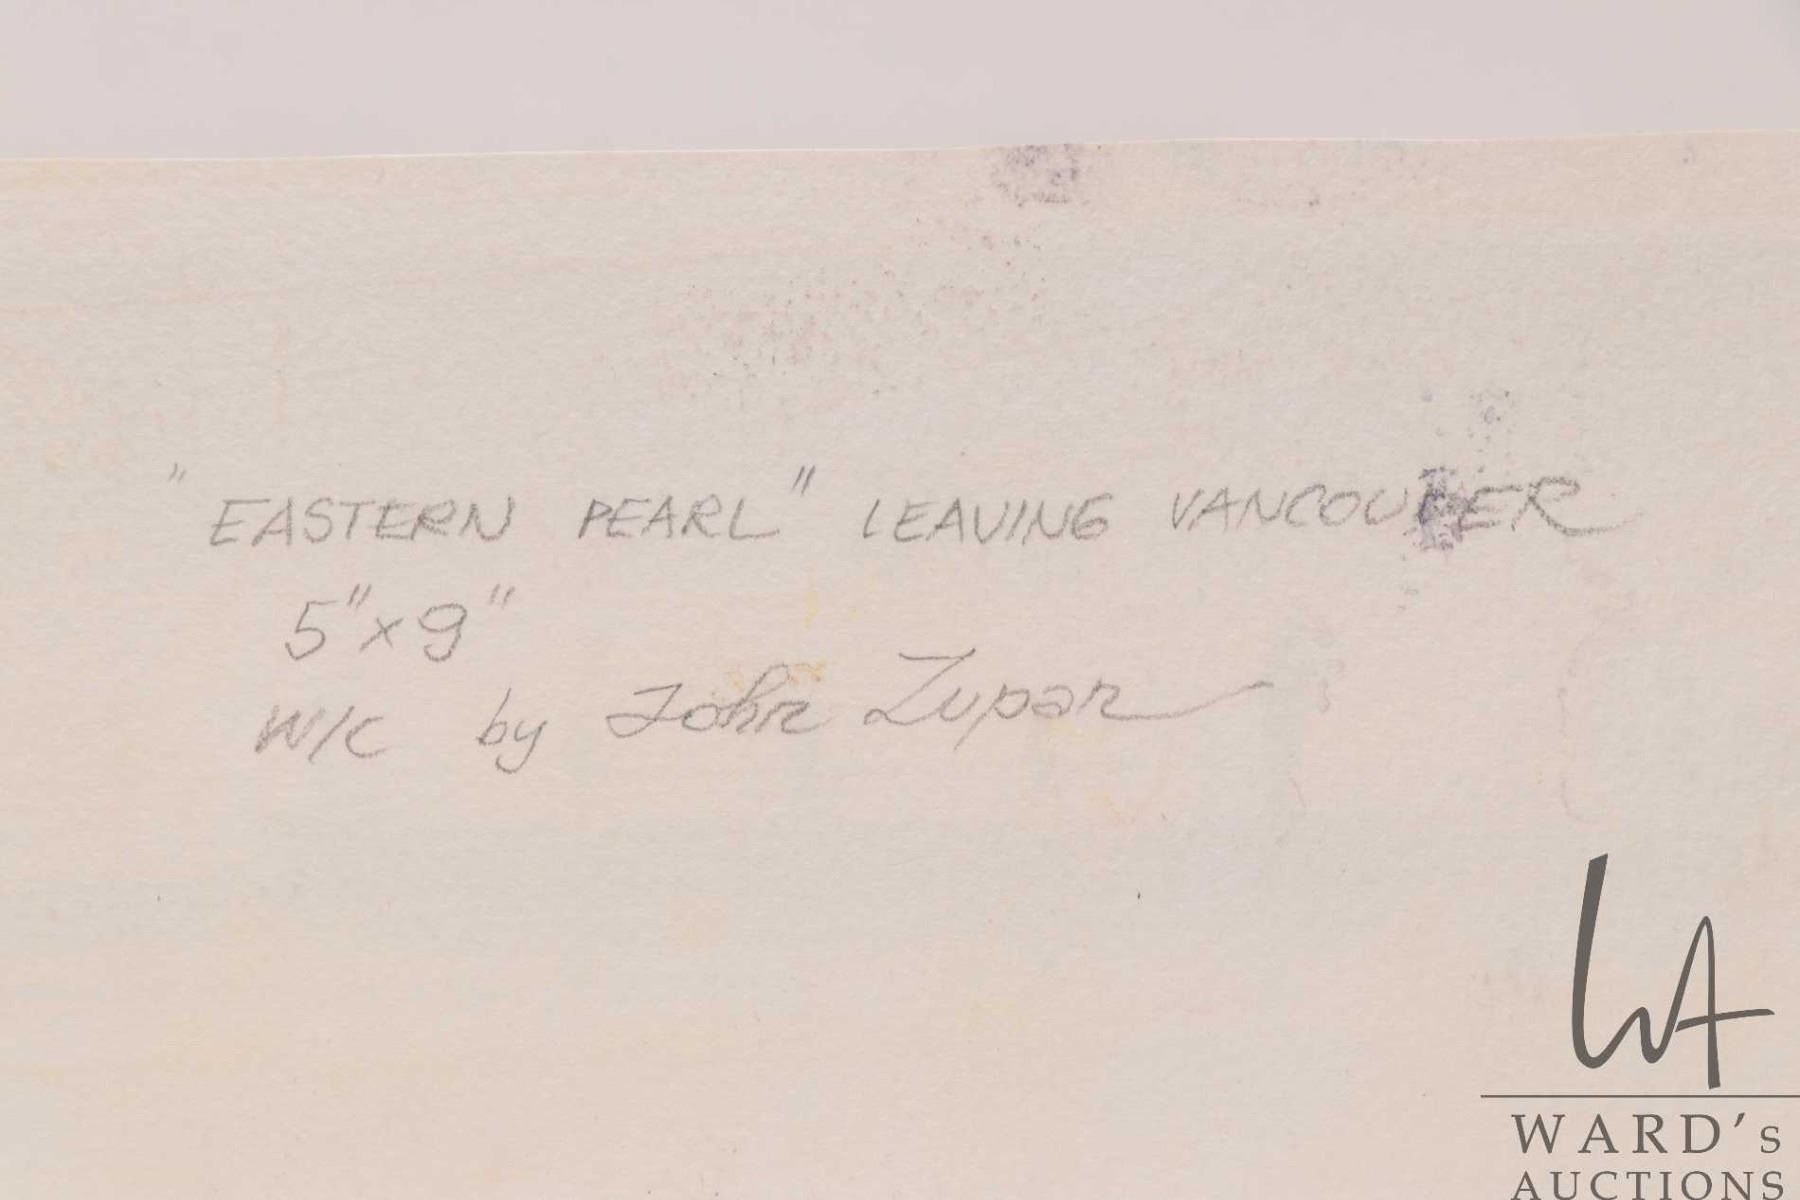 "EASTERN PEARL" LEAVING VANCOUVER
5"x9"
W/C by John Zupan
WARD's
AUCTIONS